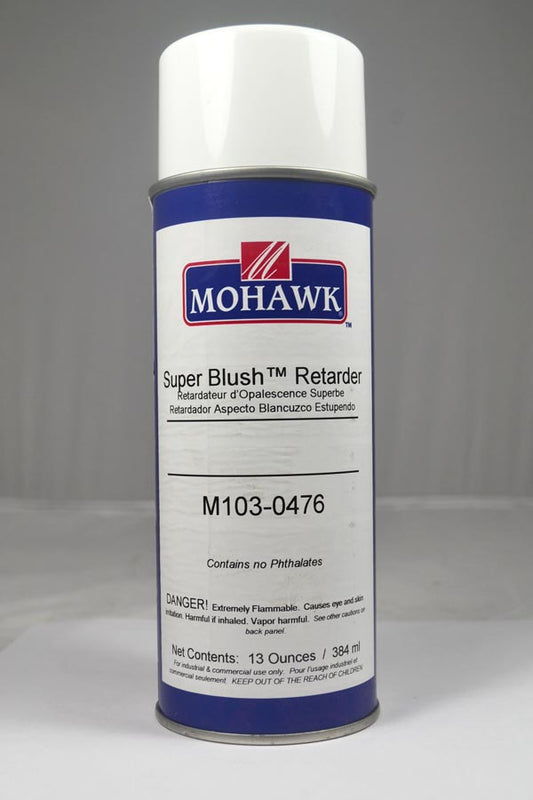 MOHAWK
Super Blush™ Retarder
Retardateur d'Opalescence Superbe
Retardador Aspecto Blancuzco Estupendo
M103-0476
Contains no Phthalates
DANGER! Extremely Flammable. Causes eye and skin
irritation. Harmful if inhaled. Vapor harmful. See other cautions on
back panel.
Net Contents: 13 Ounces / 384 ml
For industrial & commercial use only. Pour l'usage industriel et
commercial seulement. KEEP OUT OF THE REACH OF CHILDREN